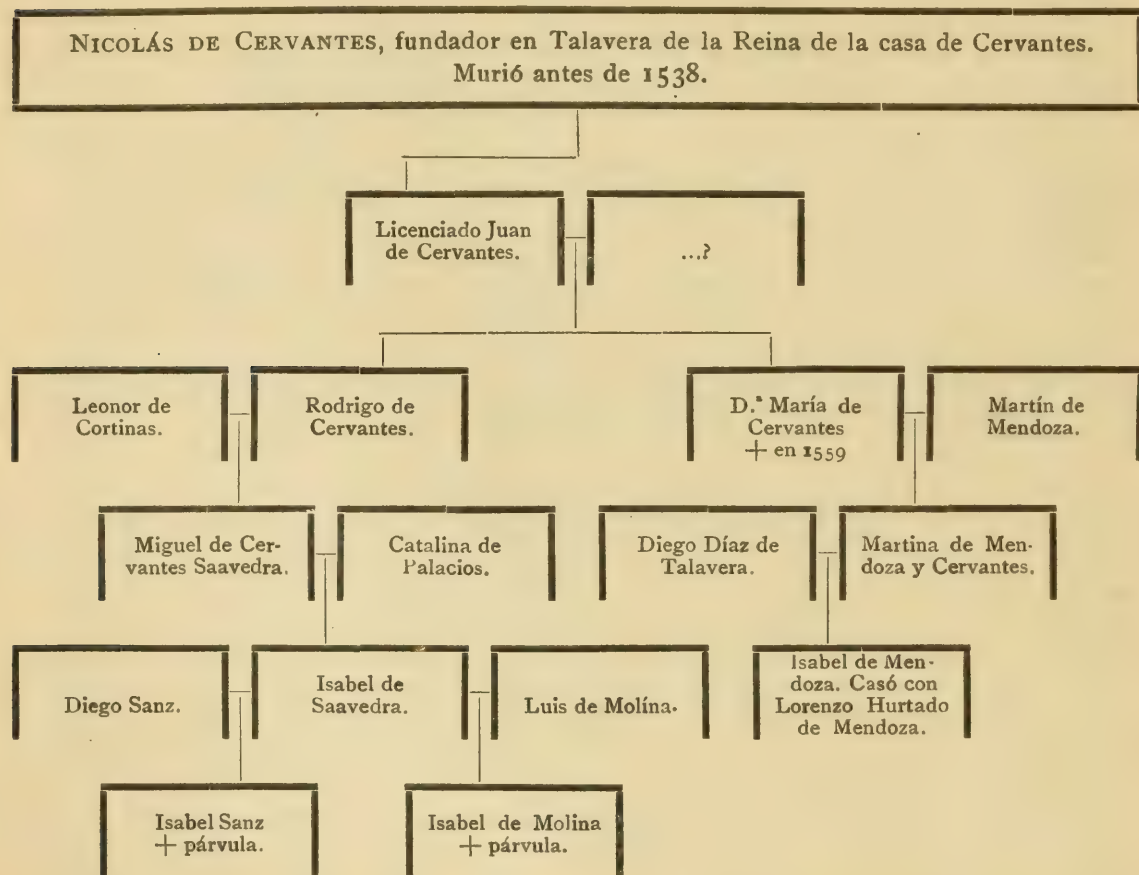 NICOLÁS DE CERVANTES, fundador en Talavera de la Reina de la casa de Cervantes.
Murió antes de 1538.
Licenciado Juan
de Cervantes.
...?
Leonor de
Cortinas.
Rodrigo de
Cervantes.
D.ª María de
Cervantes
+ en 1559
Martín de
Mendoza.
Miguel de Cer-
vantes Saavedra.
Catalina de
Palacios.
Diego Díaz de
Talavera.
Martina de Men-
doza y Cervantes.
Diego Sanz.
Isabel de
Saavedra.
Luis de Molína.
Isabel de Men-
doza. Casó con
Lorenzo Hurtado
de Mendoza.
Isabel Sanz
+ párvula.
Isabel de Molina
+ párvula.